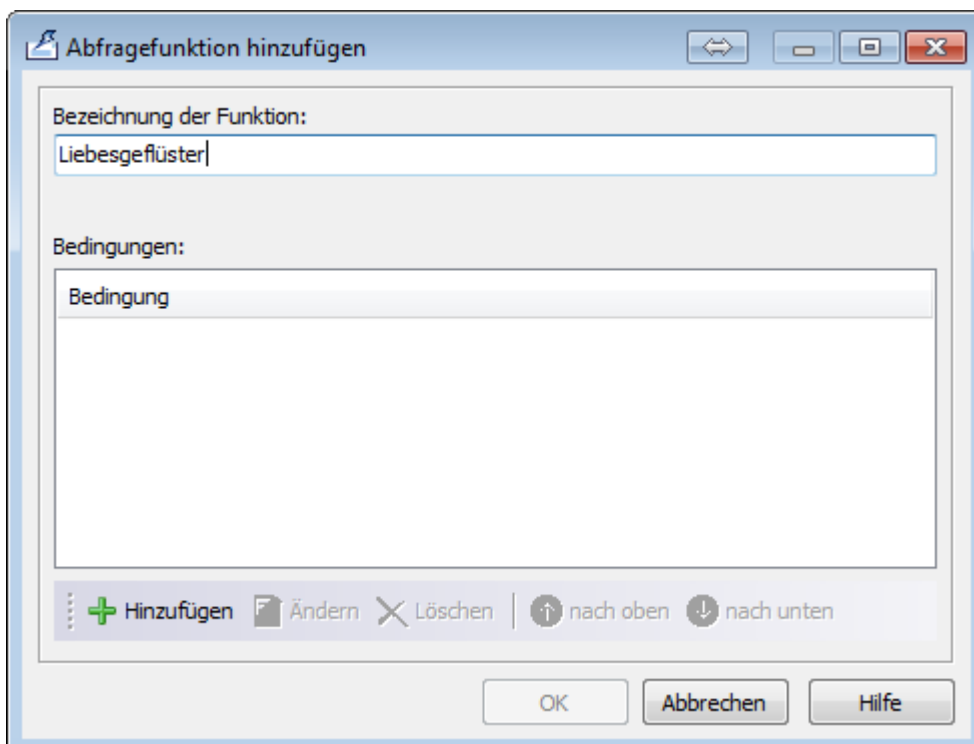 Abfragefunktion hinzufügen
Bezeichnung der Funktion:
Liebesgeflüster
Bedingungen:
Bedingung
Hinzufügen Ändern Löschen nach oben nach unten
OK Abbrechen Hilfe